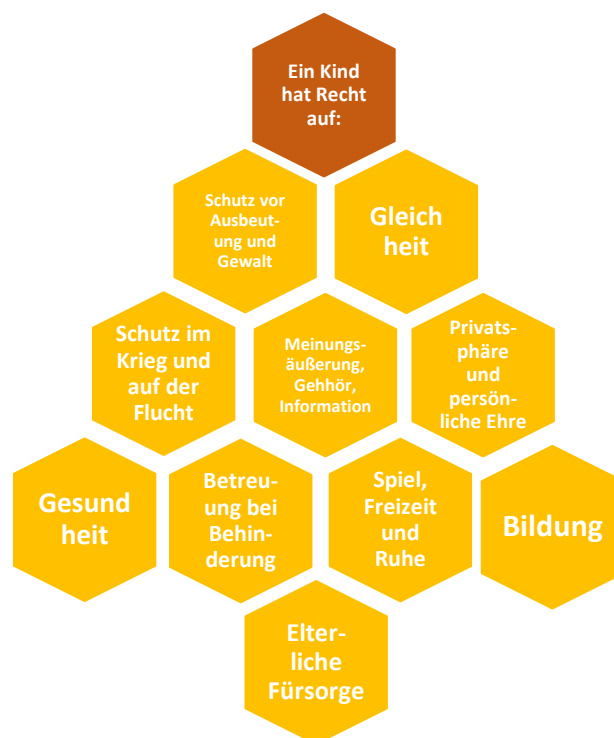 Ein Kind
hat Recht
auf:
Schutz vor
Ausbeut-
ung und
Gewalt
Gleich
heit
Schutz im
Krieg und
auf der
Flucht
Meinungs-
äußerung,
Gehhör,
Information
Privats-
phäre
und
persön-
liche Ehre
Gesund
heit
Betreu-
ung bei
Behin-
derung
Spiel,
Freizeit
und
Ruhe
Bildung
Elter-
liche
Fürsorge